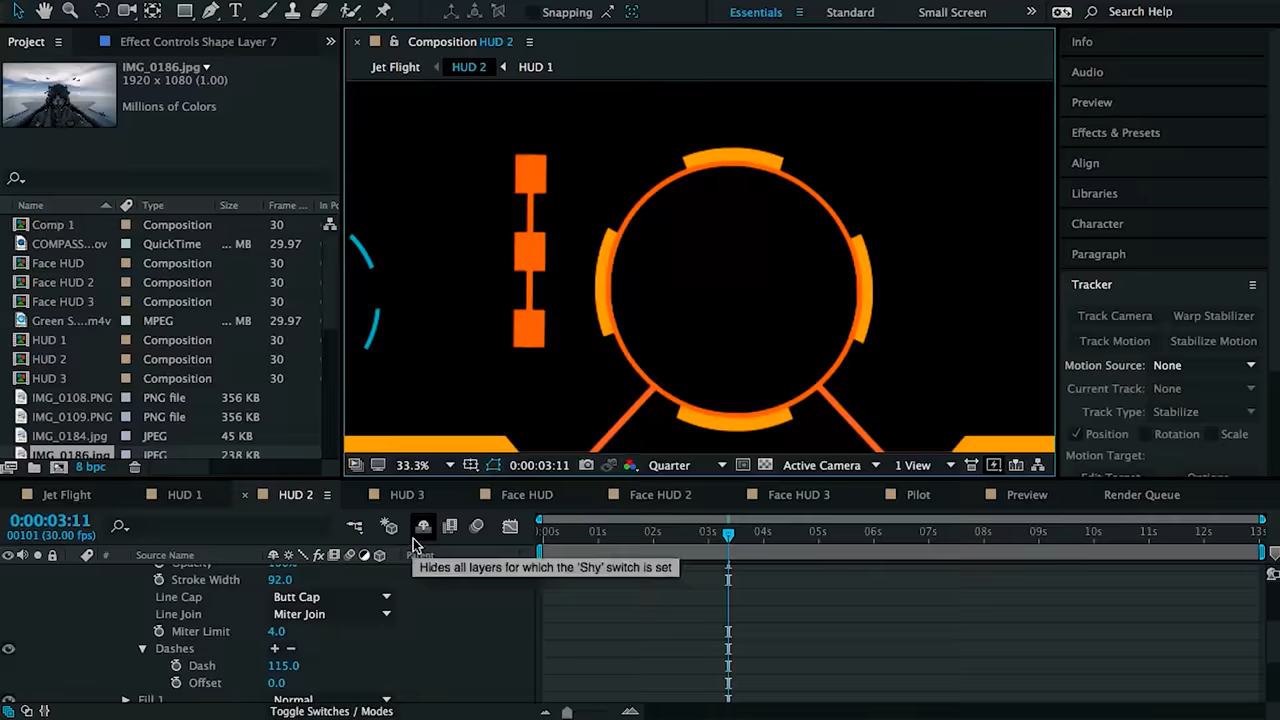 Snapping
Essentials
Standard
Small Screen
Search Help
Project
Effect Controls Shape Layer 7
Composition HUD 2
Info
IMG_0186.jpg
1920 x 1080 (1.00)
Millions of Colors
Jet Flight
HUD 2
HUD 1
Audio
Preview
Effects & Presets
Align
Libraries
Character
Paragraph
Tracker
Track Camera
Warp Stabilizer
Track Motion
Stabilize Motion
Motion Source: None
Current Track: None
Track Type: Stabilize
Position
Rotation
Scale
Motion Target:
Name
Type
Size
Frame...
In Po
Comp 1
Composition
30
COMPASS...ov
QuickTime
... MB
29.97
Face HUD
Composition
30
Face HUD 2
Composition
30
Face HUD 3
Composition
30
Green S....m4v
MPEG
... MB
29.97
HUD 1
Composition
30
HUD 2
Composition
30
HUD 3
Composition
30
IMG_0108.PNG
PNG file
356 KB
IMG_0109.PNG
PNG file
356 KB
IMG_0184.jpg
JPEG
45 KB
IMG_0186.jpg
JPEG
238 KB
8 bpc
33.3%
0:00:03:11
Quarter
Active Camera
1 View
Jet Flight
HUD 1
HUD 2
HUD 3
Face HUD
Face HUD 2
Face HUD 3
Pilot
Preview
Render Queue
0:00:03:11
00101 (30.00 fps)
:00s
01s
02s
03s
04s
05s
06s
07s
08s
09s
10s
11s
12s
13s
#
Source Name
Parent
Hides all layers for which the 'Shy' switch is set
Opacity
100%
Stroke Width
92.0
Line Cap
Butt Cap
Line Join
Miter Join
Miter Limit
4.0
Dashes
+ −
Dash
115.0
Offset
0.0
Fill 1
Normal
Toggle Switches / Modes